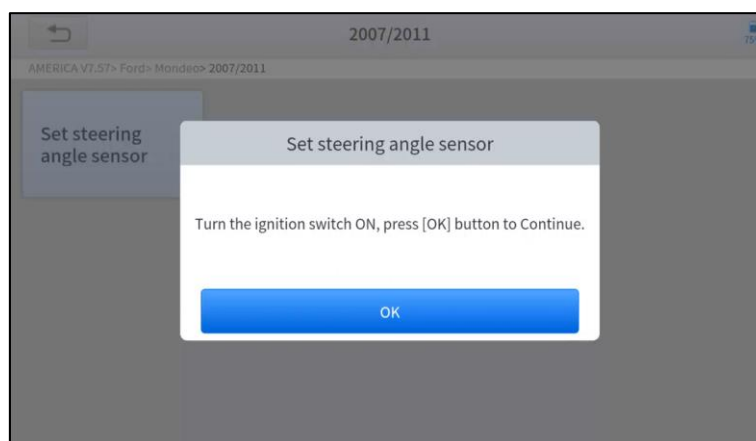 2007/2011
AMERICA V7.57> Ford> Mondeo> 2007/2011
Set steering
angle sensor
Set steering angle sensor
Turn the ignition switch ON, press [OK] button to Continue.
OK